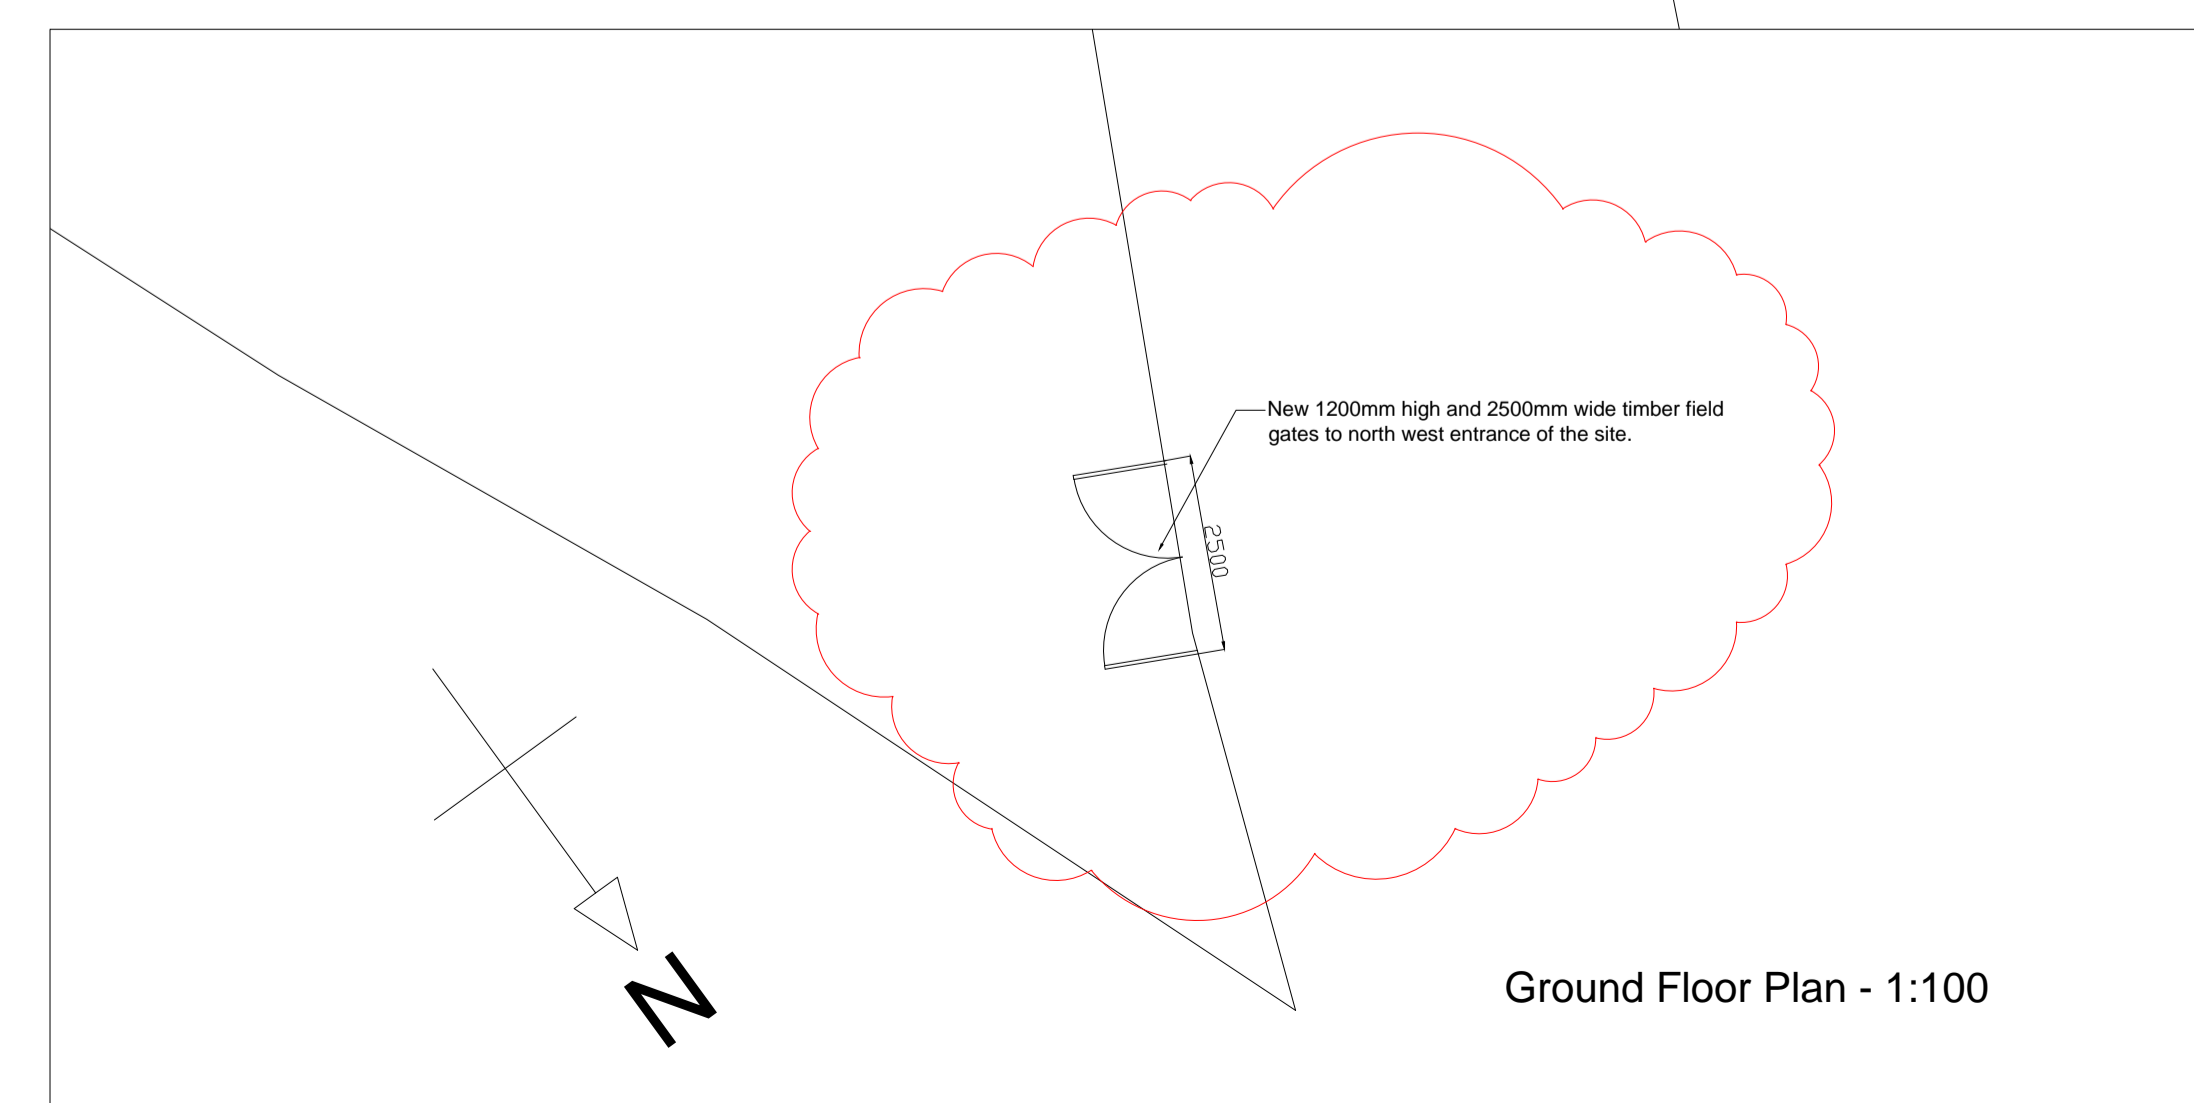 New 1200mm high and 2500mm wide timber field
gates to north west entrance of the site.
2500
N
Ground Floor Plan - 1:100